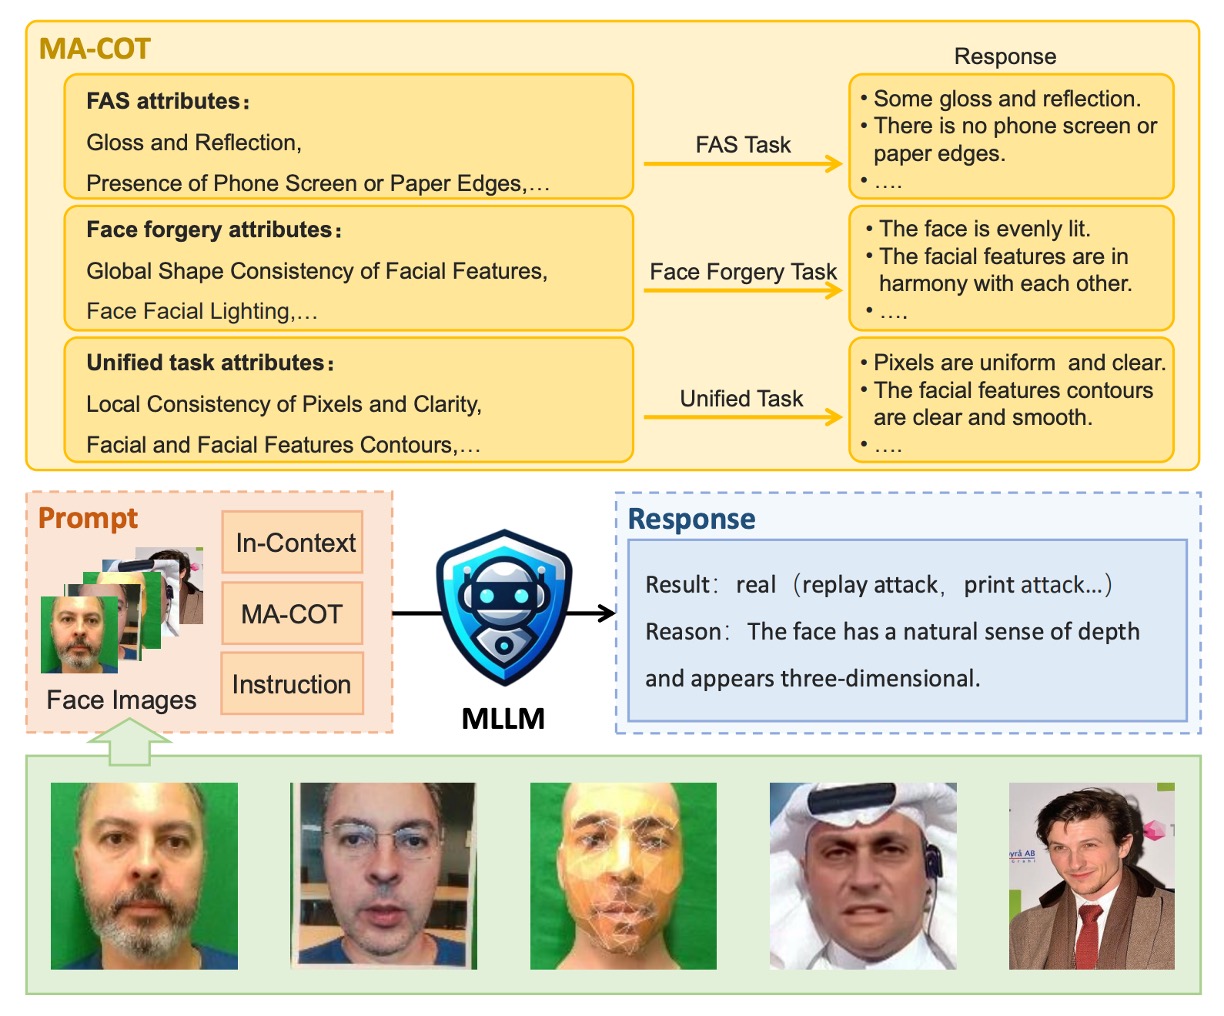 MA-COT
Response
FAS attributes：
Gloss and Reflection,
Presence of Phone Screen or Paper Edges,…
FAS Task
• Some gloss and reflection.
• There is no phone screen or
paper edges.
• ….
Face forgery attributes：
Global Shape Consistency of Facial Features,
Face Facial Lighting,…
Face Forgery Task
• The face is evenly lit.
• The facial features are in
harmony with each other.
• ….
Unified task attributes：
Local Consistency of Pixels and Clarity,
Facial and Facial Features Contours,…
Unified Task
• Pixels are uniform and clear.
• The facial features contours
are clear and smooth.
• ….
Prompt
Face Images
In-Context
MA-COT
Instruction
MLLM
Response
Result：real（replay attack，print attack…）
Reason：The face has a natural sense of depth
and appears three-dimensional.
AB